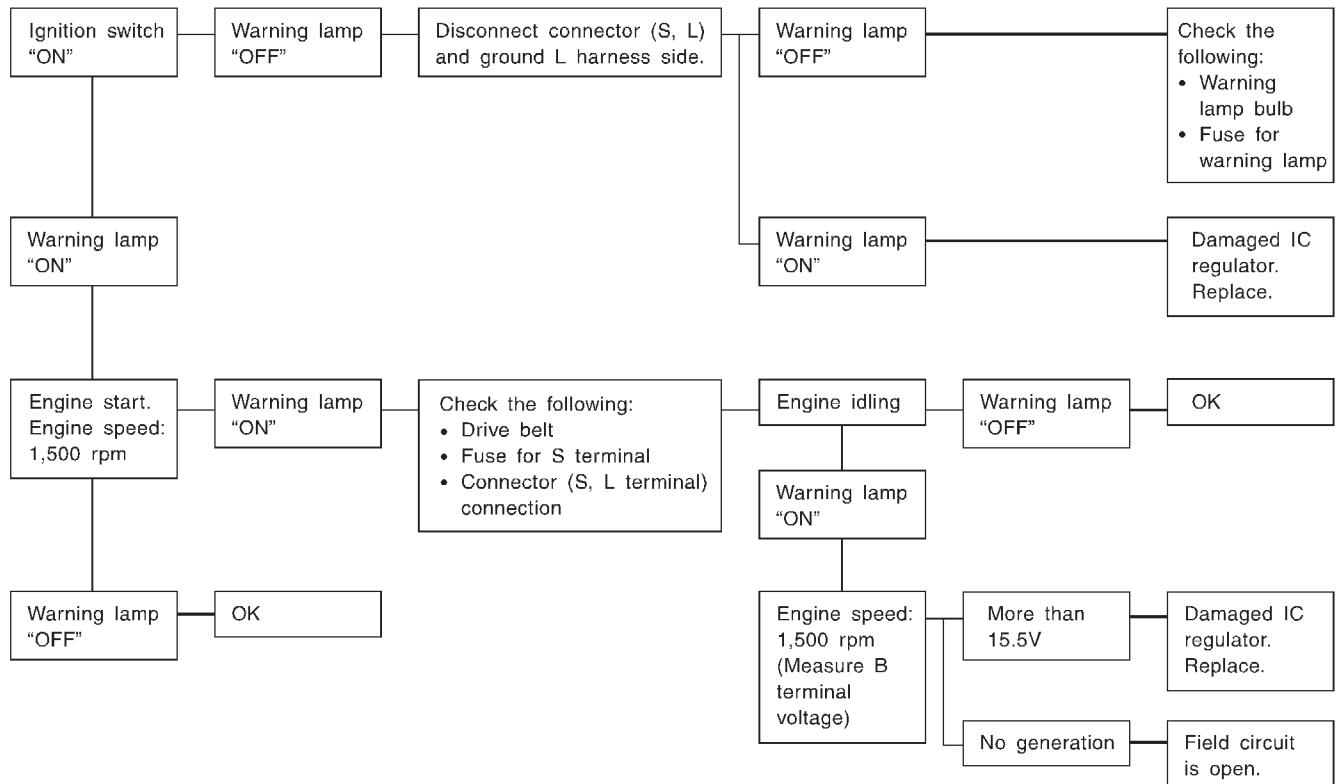 Ignition switch
“ON”
Warning lamp
“OFF”
Disconnect connector (S, L)
and ground L harness side.
Warning lamp
“OFF”
Check the
following:
• Warning
lamp bulb
• Fuse for
warning lamp
Warning lamp
“ON”
Warning lamp
“ON”
Damaged IC
regulator.
Replace.
Engine start.
Engine speed:
1,500 rpm
Warning lamp
“ON”
Check the following:
• Drive belt
• Fuse for S terminal
• Connector (S, L terminal)
connection
Engine idling
Warning lamp
“OFF”
OK
Warning lamp
“ON”
Warning lamp
“OFF”
OK
Engine speed:
1,500 rpm
(Measure B
terminal
voltage)
More than
15.5V
Damaged IC
regulator.
Replace.
No generation
Field circuit
is open.